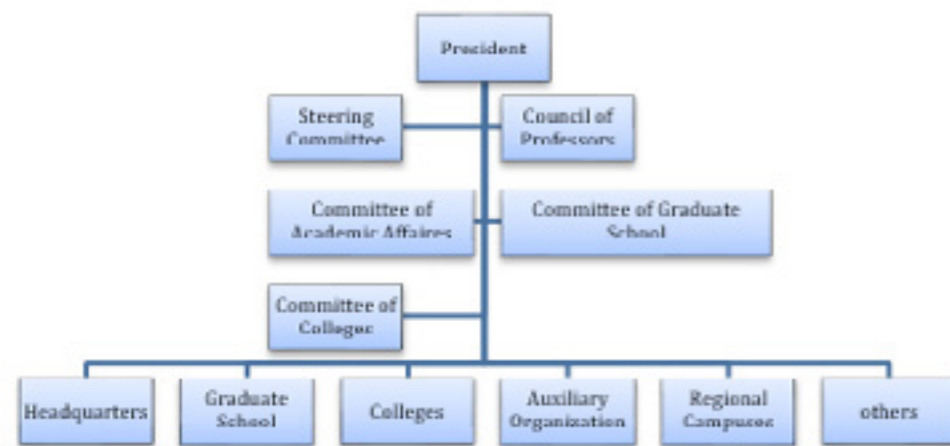 President
Steering
Committee
Council of
Professors
Committee of
Academic Affaires
Committee of Graduate
School
Committee of
Colleges
Headquarters
Graduate
School
Colleges
Auxiliary
Organization
Regional
Campuses
others